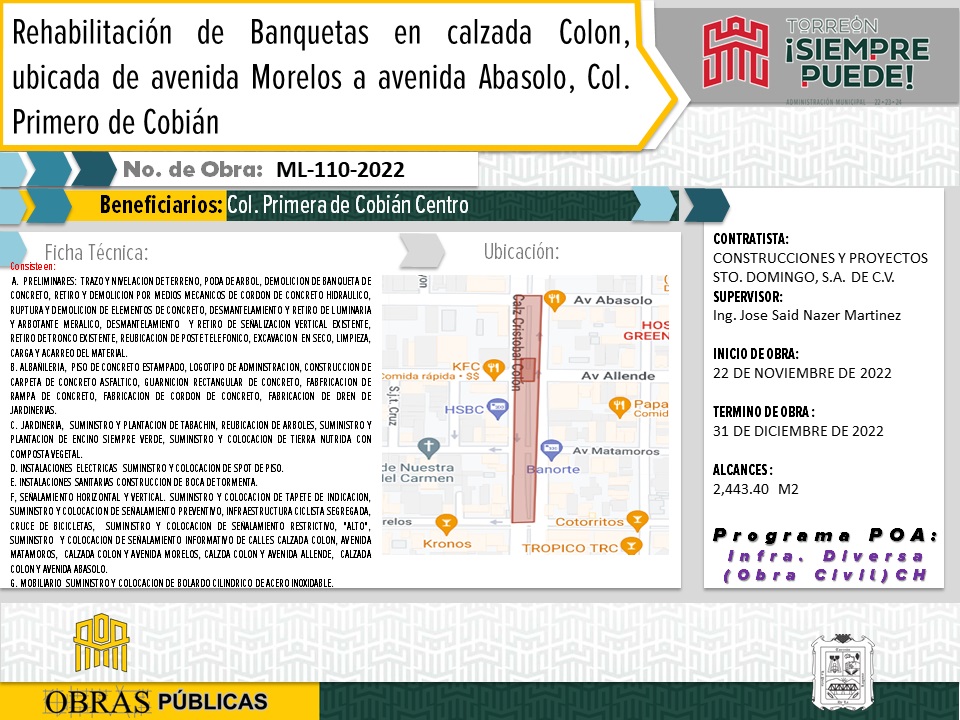 Rehabilitación de Banquetas en calzada Colon,
ubicada de avenida Morelos a avenida Abasolo, Col.
Primero de Cobián
TORREÓN
¡SIEMPRE
PUEDE!
ADMINISTRACIÓN MUNICIPAL 22•23•24
No. de Obra: ML-110-2022
Beneficiarios: Col. Primera de Cobián Centro
Ficha Técnica:
Consiste en:
A. PRELIMINARES: TRAZO Y NIVELACION DE TERRENO, PODA DE ARBOL, DEMOLICION DE BANQUETA DE
CONCRETO, RETIRO Y DEMOLICION POR MEDIOS MECANICOS DE CORDON DE CONCRETO HIDRAULICO,
RUPTURA Y DEMOLICION DE ELEMENTOS DE CONCRETO, DESMANTELAMIENTO Y RETIRO DE LUMINARIA
Y ARBOTANTE MERALICO, DESMANTELAMIENTO Y RETIRO DE SEÑALIZACION VERTICAL EXISTENTE,
RETIRO DE TRONCO EXISTENTE, REUBICACION DE POSTE TELEFONICO, EXCAVACION EN SECO, LIMPIEZA,
CARGA Y ACARREO DEL MATERIAL.
B. ALBAÑILERIA, PISO DE CONCRETO ESTAMPADO, LOGOTIPO DE ADMINISTRACION, CONSTRUCCION DE
CARPETA DE CONCRETO ASFALTICO, GUARNICION RECTANGULAR DE CONCRETO, FABRICACION DE
RAMPA DE CONCRETO, FABRICACION DE CORDON DE CONCRETO, FABRICACION DE DREN DE
JARDINERIAS.
C. JARDINERIA, SUMINISTRO Y PLANTACION DE TABACHIN, REUBICACION DE ARBOLES, SUMINISTRO Y
PLANTACION DE ENCINO SIEMPRE VERDE, SUMINISTRO Y COLOCACION DE TIERRA NUTRIDA CON
COMPOSTA VEGETAL.
D. INSTALACIONES ELECTRICAS SUMINISTRO Y COLOCACION DE SPOT DE PISO.
E. INSTALACIONES SANITARIAS CONSTRUCCION DE BOCA DE TORMENTA.
F, SEÑALAMIENTO HORIZONTAL Y VERTICAL. SUMINISTRO Y COLOCACION DE TAPETE DE INDICACION,
SUMINISTRO Y COLOCACION DE SEÑALAMIENTO PREVENTIVO, INFRAESTRUCTURA CICLISTA SEGREGADA,
CRUCE DE BICICLETAS, SUMINISTRO Y COLOCACION DE SEÑALAMIENTO RESTRICTIVO, "ALTO",
SUMINISTRO Y COLOCACION DE SEÑALAMIENTO INFORMATIVO DE CALLES CALZADA COLON, AVENIDA
MATAMOROS, CALZADA COLON Y AVENIDA MORELOS, CALZDA COLON Y AVENIDA ALLENDE, CALZADA
COLON Y AVENIDA ABASOLO.
G. MOBILIARIO SUMINISTRO Y COLOCACION DE BOLARDO CILINDRICO DE ACERO INOXIDABLE.
Ubicación:
Calz Cristobal Colón
Av Abasolo
HOS
GREEN
KFC
Comida rápida · $$
Av Allende
S.J.T. Cruz
HSBC
Papa
Comid
Av Matamoros
de Nuestra
del Carmen
Banorte
relos
Kronos
Cotorritos
TROPICO TRC
CONTRATISTA:
CONSTRUCCIONES Y PROYECTOS
STO. DOMINGO, S.A. DE C.V.
SUPERVISOR:
Ing. Jose Said Nazer Martinez
INICIO DE OBRA:
22 DE NOVIEMBRE DE 2022
TERMINO DE OBRA :
31 DE DICIEMBRE DE 2022
ALCANCES :
2,443.40 M2
Programa POA:
Infra. Diversa
(Obra Civil)CH
OBRAS PÚBLICAS